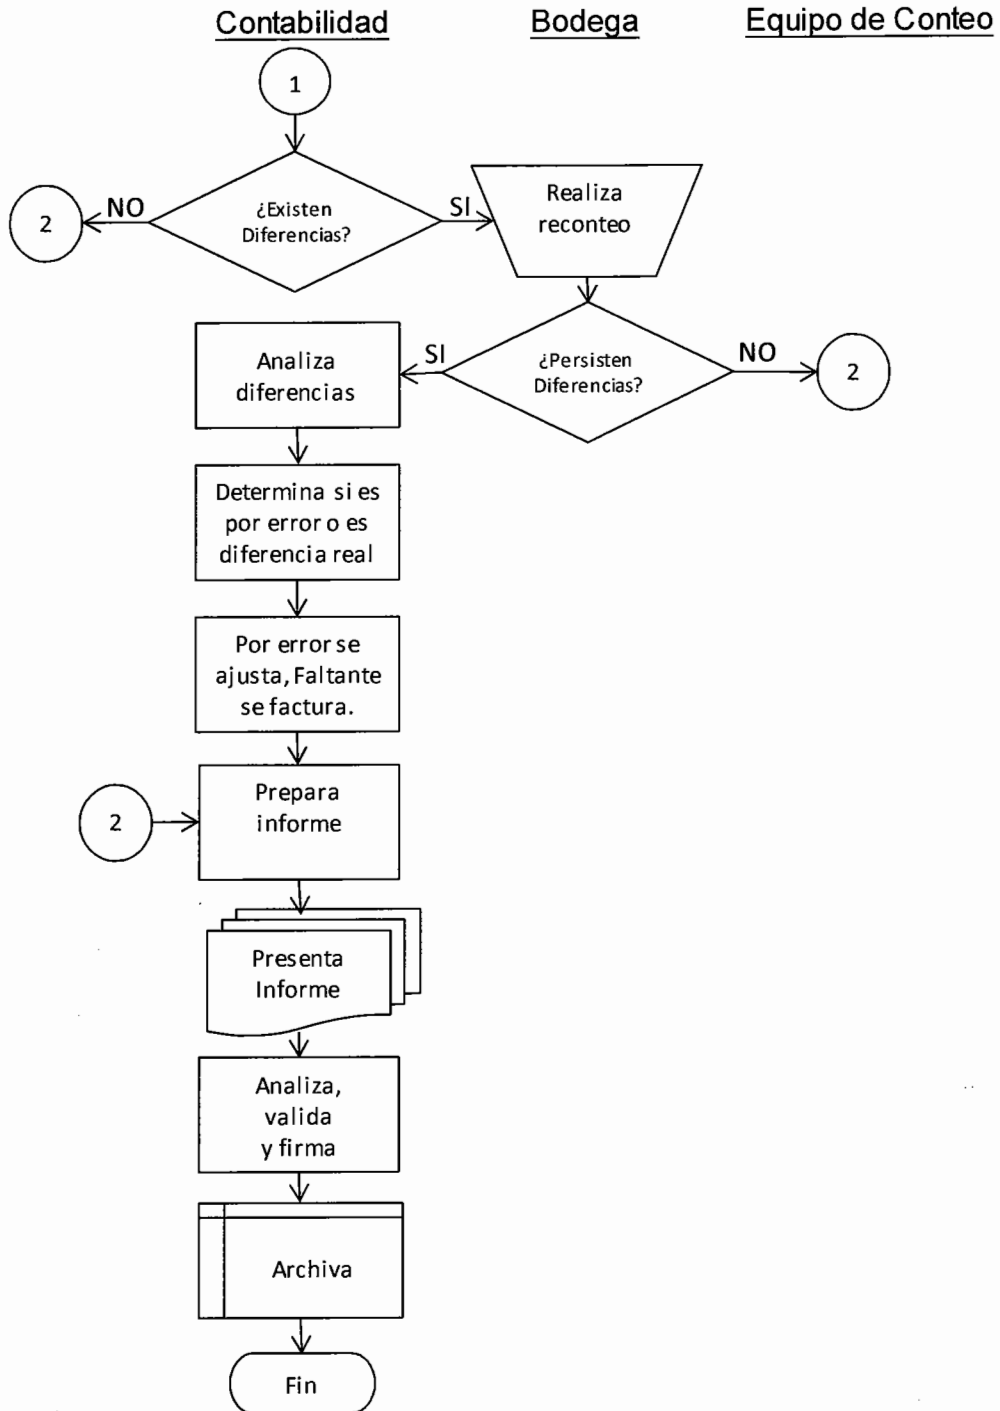 Contabilidad
Bodega
Equipo de Conteo
1
2
NO
¿Existen
Diferencias?
SI
Realiza
reconteo
Analiza
diferencias
SI
¿Persisten
Diferencias?
NO
2
Determina si es
por error o es
diferencia real
Por error se
ajusta, Faltante
se factura.
2
Prepara
informe
Presenta
Informe
Analiza,
valida
y firma
Archiva
Fin